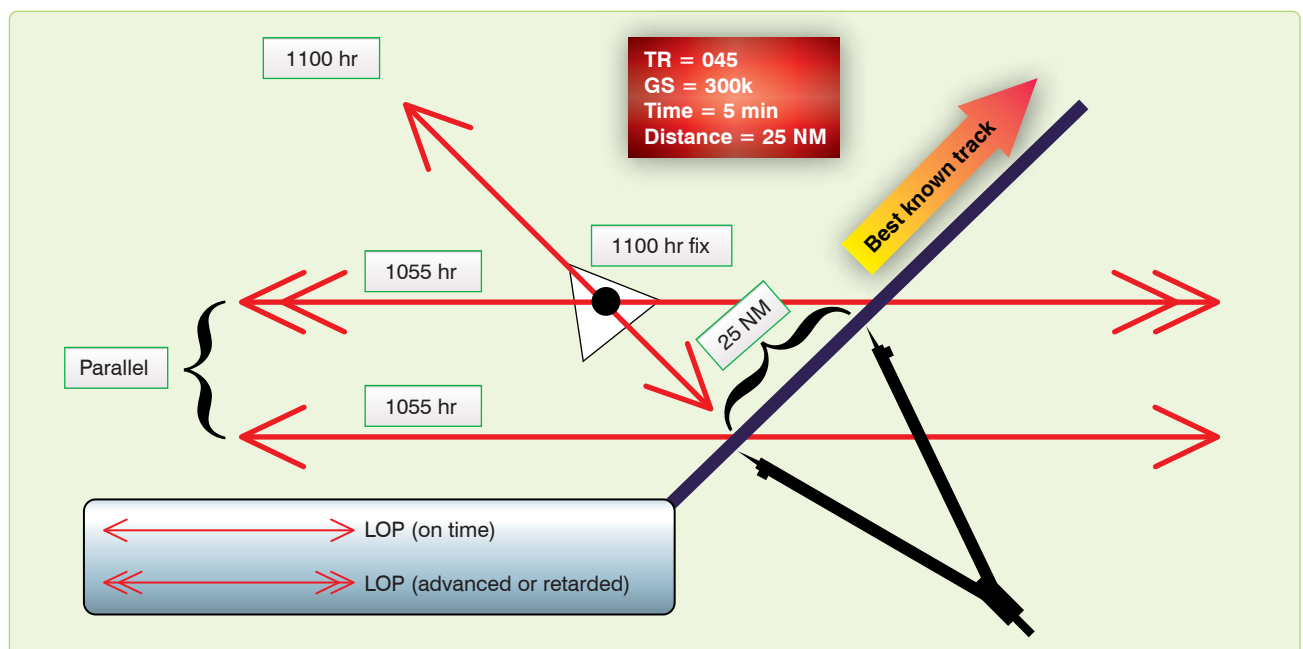 1100 hr
TR = 045
GS = 300k
Time = 5 min
Distance = 25 NM
Best known track
1100 hr fix
1055 hr
25 NM
Parallel
1055 hr
LOP (on time)
LOP (advanced or retarded)